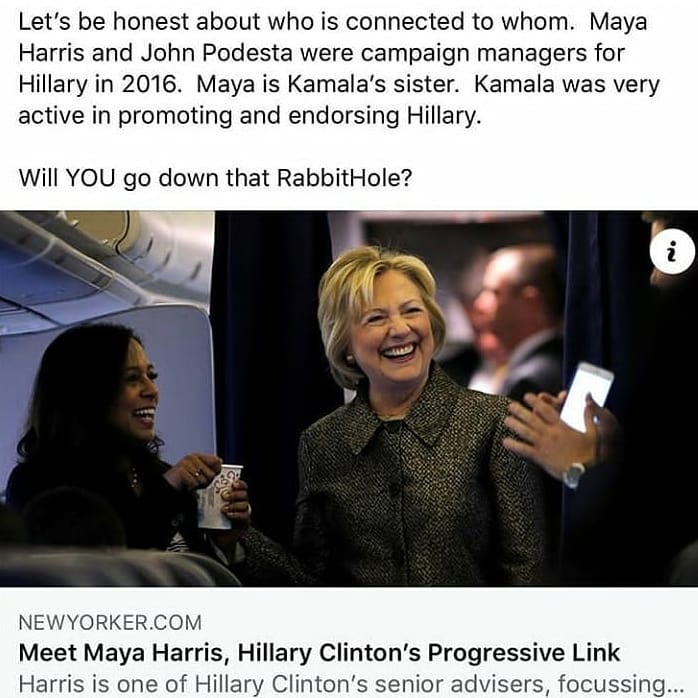 Let's be honest about who is connected to whom.  Maya
Harris and John Podesta were campaign managers for
Hillary in 2016.  Maya is Kamala's sister.  Kamala was very
active in promoting and endorsing Hillary.
Will YOU go down that RabbitHole?
i
NEWYORKER.COM
Meet Maya Harris, Hillary Clinton's Progressive Link
Harris is one of Hillary Clinton's senior advisers, focussing...